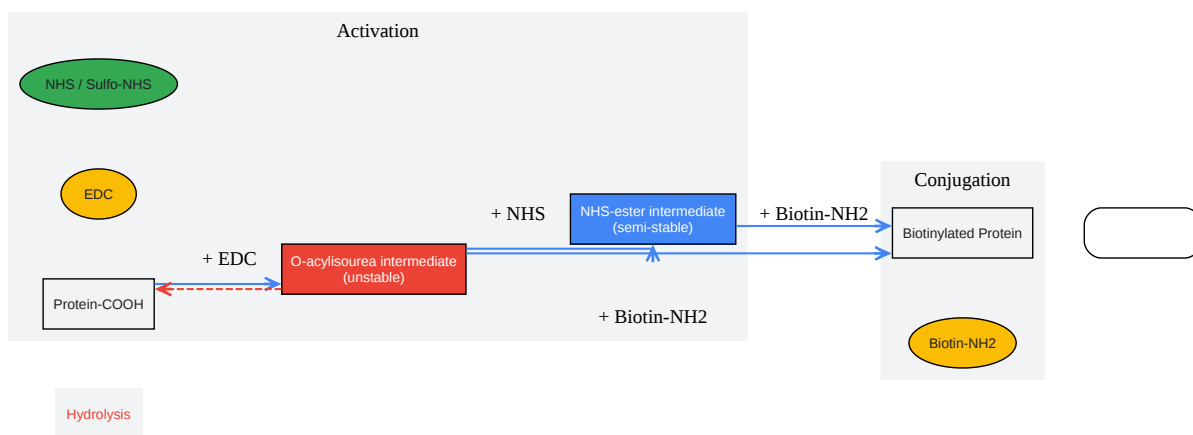 Activation
NHS / Sulfo-NHS
EDC
Conjugation
+ NHS
NHS-ester intermediate
(semi-stable)
+ Biotin-NH2
Biotinylated Protein
+ EDC
O-acylisourea intermediate
(unstable)
Protein-COOH
+ Biotin-NH2
Biotin-NH2
Hydrolysis